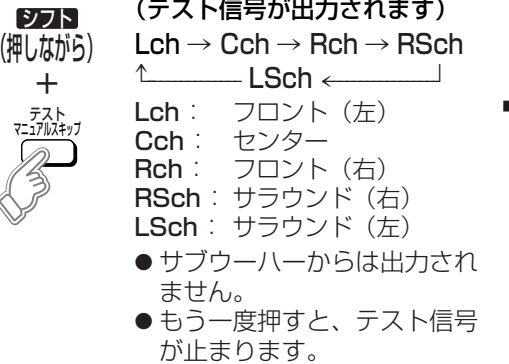 シフト
(押しながら)
＋
テスト
マニュアルスキップ
（テスト信号が出力されます）
Lch → Cch → Rch → RSch
↑ LSch ←
Lch： フロント（左）
Cch： センター
Rch： フロント（右）
RSch：サラウンド（右）
LSch：サラウンド（左）
● サブウーハーからは出力され
ません。
● もう一度押すと、テスト信号
が止まります。